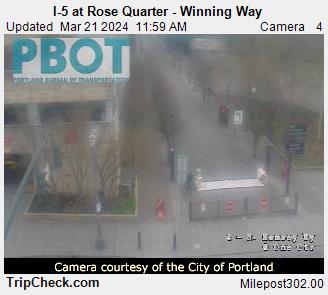 I-5 at Rose Quarter - Winning Way
Updated Mar 21 2024 11:59 AM Camera 4
PBOT
PORTLAND BUREAU OF TRANSPORTATION
Camera courtesy of the City of Portland
TripCheck.com Milepost302.00